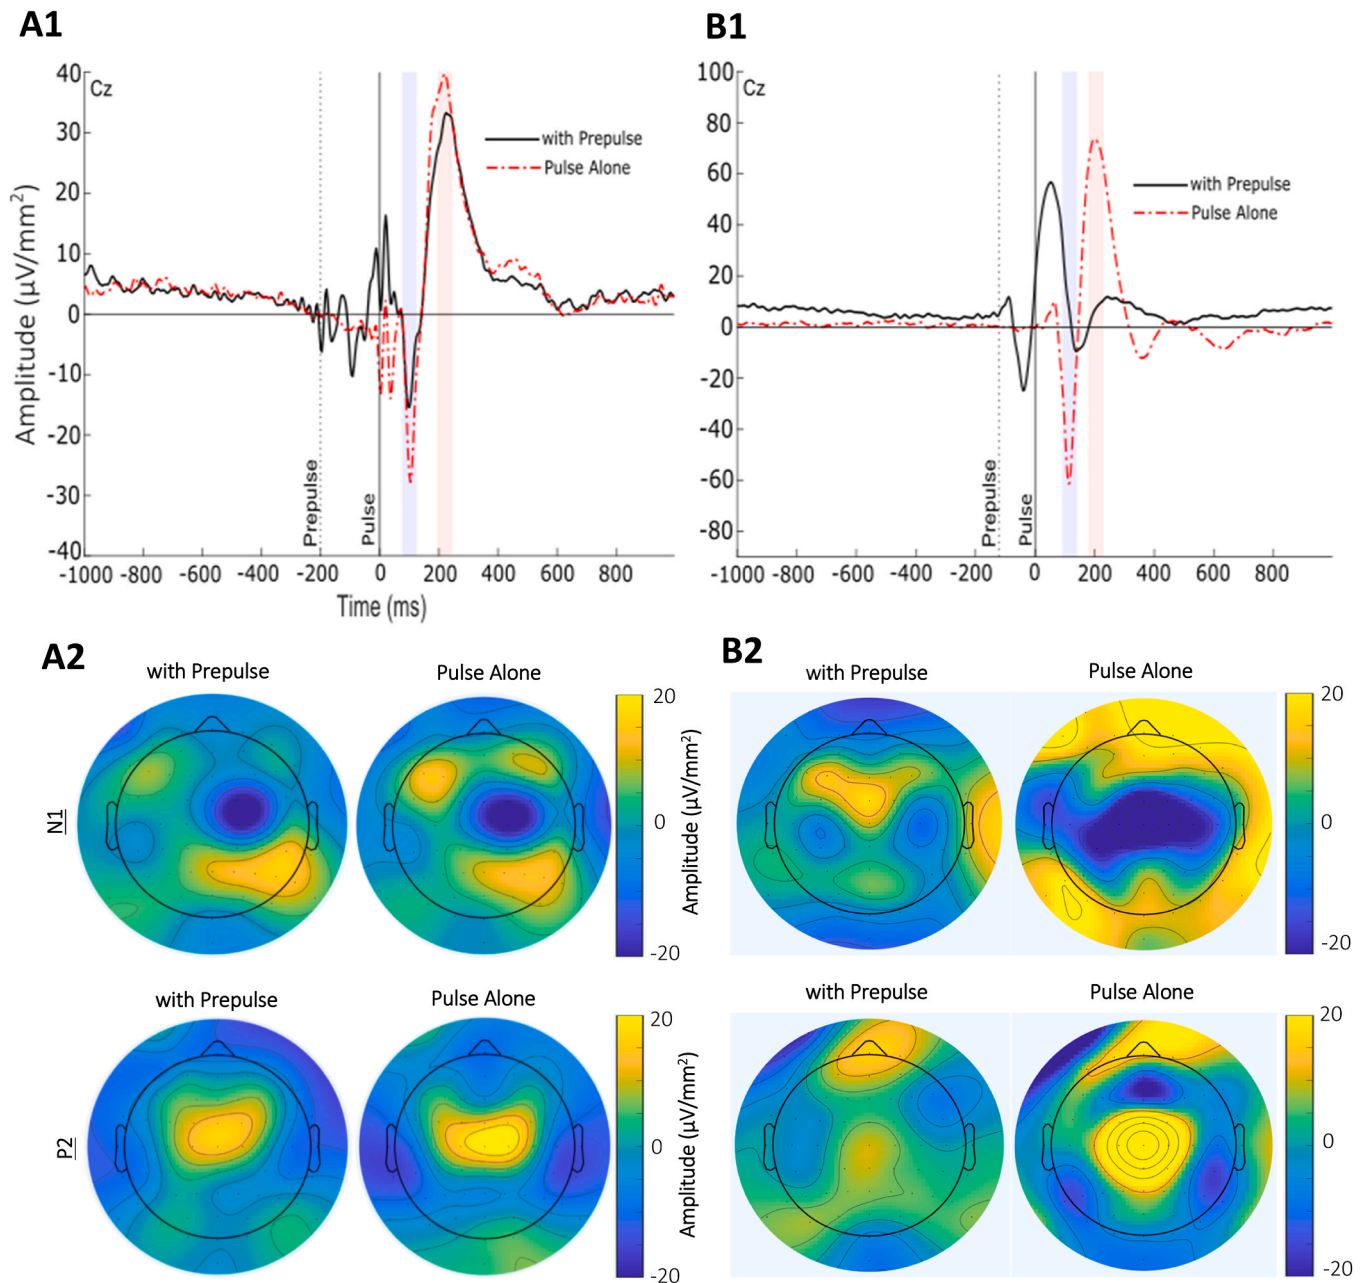 A1
B1
40
30
20
10
0
-10
-20
-30
-40
Cz
with Prepulse
Pulse Alone
Amplitude (µV/mm²)
Prepulse
Pulse
-1000 -800 -600 -400 -200 0 200 400 600 800
Time (ms)
100
80
60
40
20
0
-20
-40
-60
-80
Cz
with Prepulse
Pulse Alone
Prepulse
Pulse
-1000 -800 -600 -400 -200 0 200 400 600 800
A2
B2
with Prepulse
Pulse Alone
with Prepulse
Pulse Alone
N1
20
0
-20
Amplitude (µV/mm²)
20
0
-20
with Prepulse
Pulse Alone
with Prepulse
Pulse Alone
P2
20
0
-20
Amplitude (µV/mm²)
20
0
-20